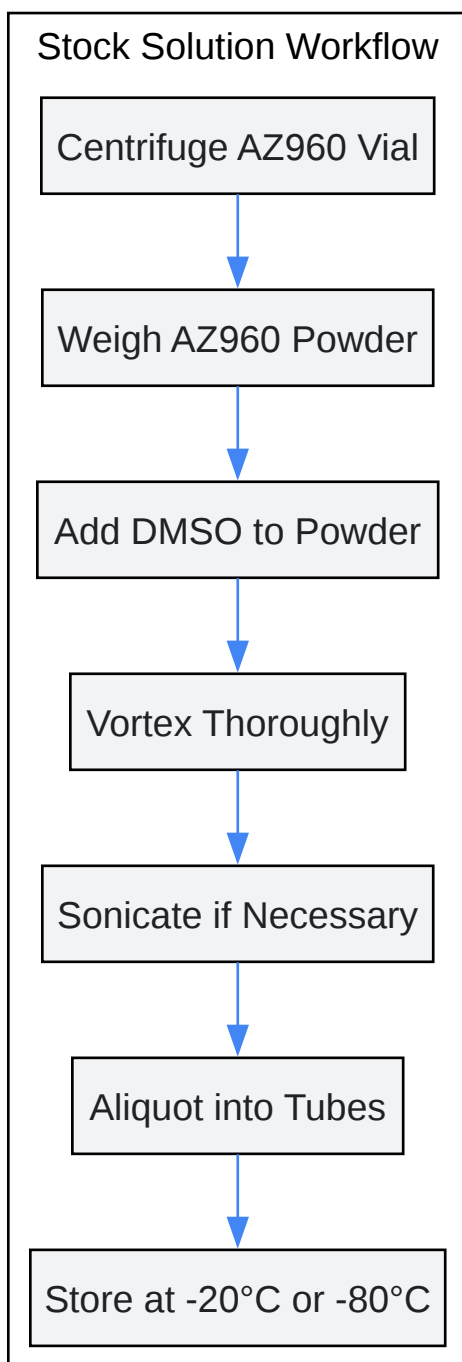 Stock Solution Workflow
Centrifuge AZ960 Vial
Weigh AZ960 Powder
Add DMSO to Powder
Vortex Thoroughly
Sonicate if Necessary
Aliquot into Tubes
Store at -20°C or -80°C